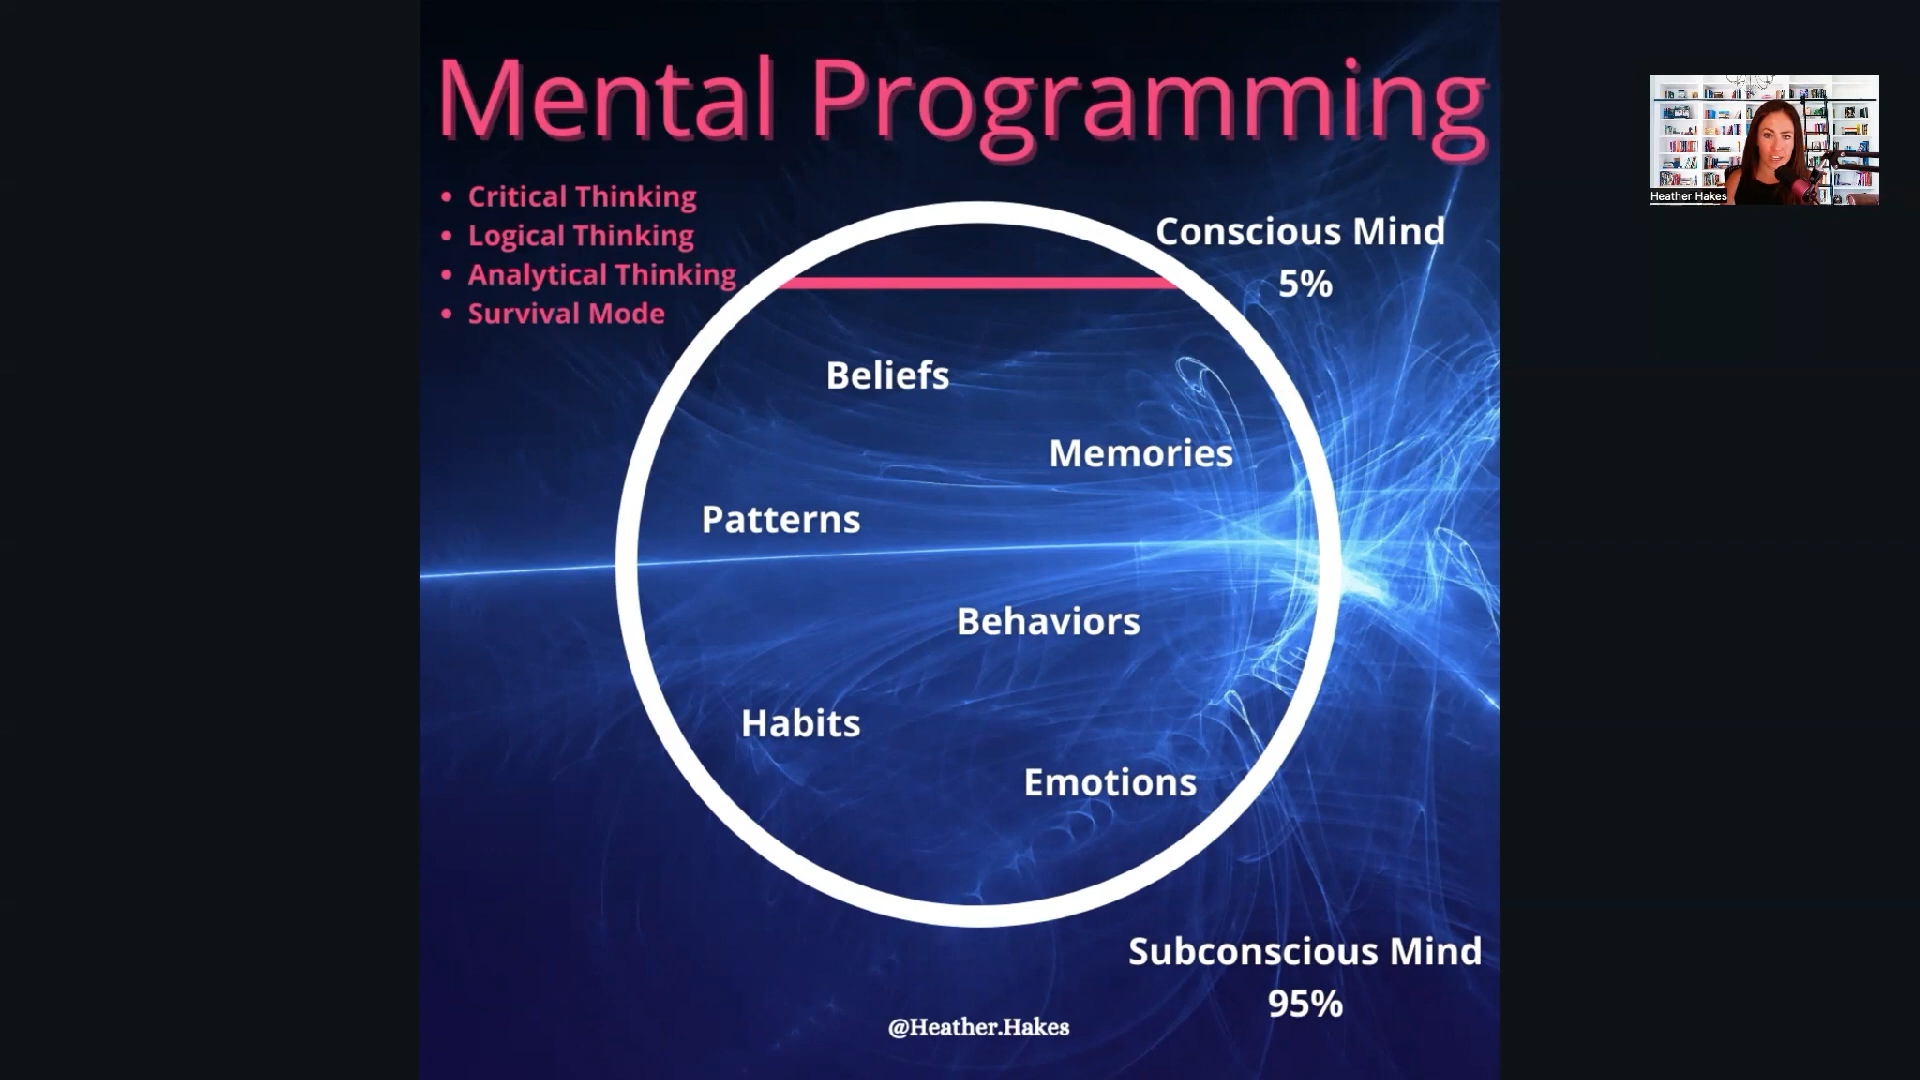 Mental Programming
• Critical Thinking
• Logical Thinking
• Analytical Thinking
• Survival Mode
Conscious Mind
5%
Beliefs
Memories
Patterns
Behaviors
Habits
Emotions
Subconscious Mind
95%
@Heather.Hakes
Heather Hakes